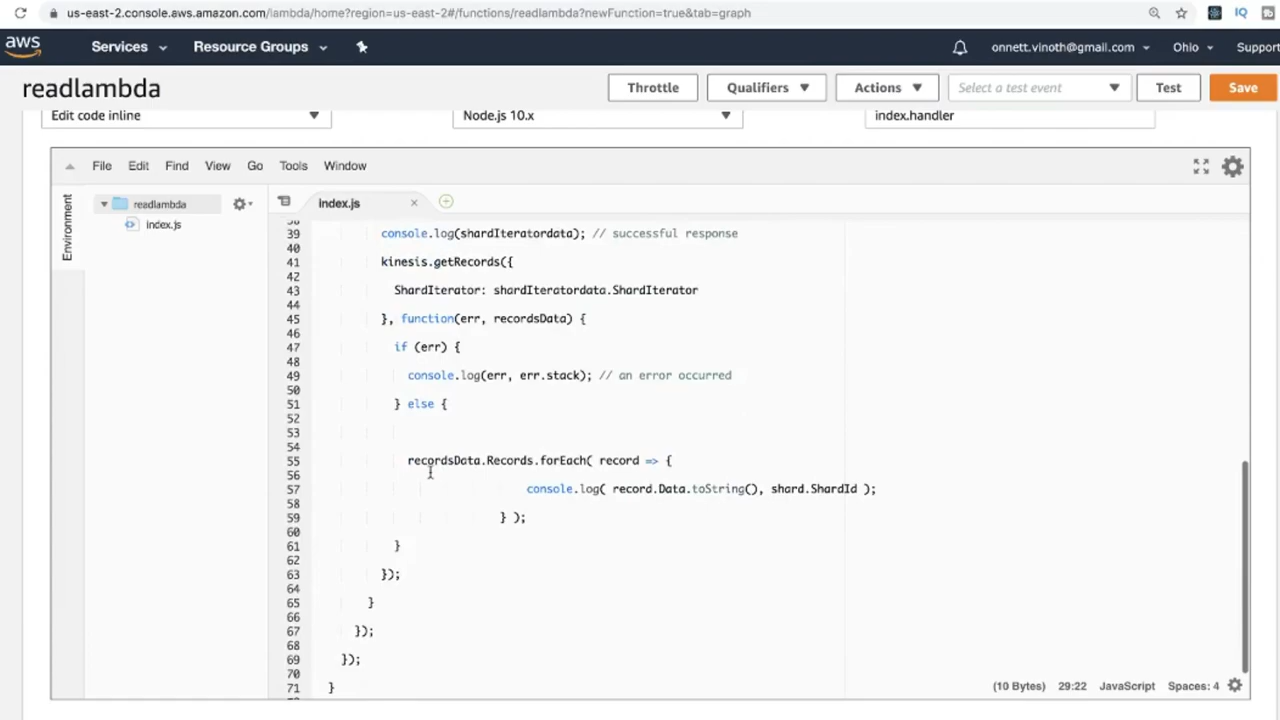 us-east-2.console.aws.amazon.com/lambda/home?region=us-east-2#/functions/readlambda?newFunction=true&tab=graph
IQ
aws Services Resource Groups onnett.vinoth@gmail.com Ohio Support
readlambda Throttle Qualifiers Actions Select a test event Test Save
Edit code inline Node.js 10.x index.handler
File Edit Find View Go Tools Window
Environment
readlambda
index.js
index.js
38
39 console.log(shardIteratordata); // successful response
40
41 kinesis.getRecords({
42
43 ShardIterator: shardIteratordata.ShardIterator
44
45 }, function(err, recordsData) {
46
47 if (err) {
48
49 console.log(err, err.stack); // an error occurred
50
51 } else {
52
53
54
55 recordsData.Records.forEach( record => {
56
57 console.log( record.Data.toString(), shard.ShardId );
58
59 } );
60
61 }
62
63 });
64
65 }
66
67 });
68
69 });
70
71 }
(10 Bytes) 29:22 JavaScript Spaces: 4